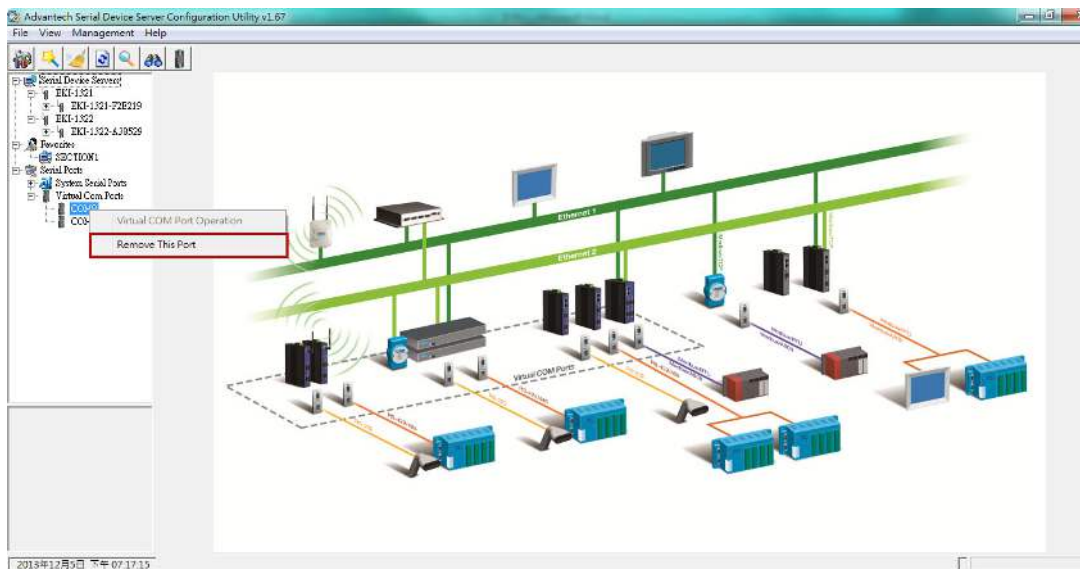 Advantech Serial Device Server Configuration Utility v1.67
File View Management Help
Serial Device Servers
EKI-1321
EKI-1321-F2E219
EKI-1322
EKI-1322-A38529
Favorites
SECTION1
Serial Ports
System Serial Ports
Virtual Com Ports
Virtual COM Port Operation
Remove This Port
Ethernet 1
Ethernet 2
Virtual COM Ports
2013年12月5日 下午 07:17:15